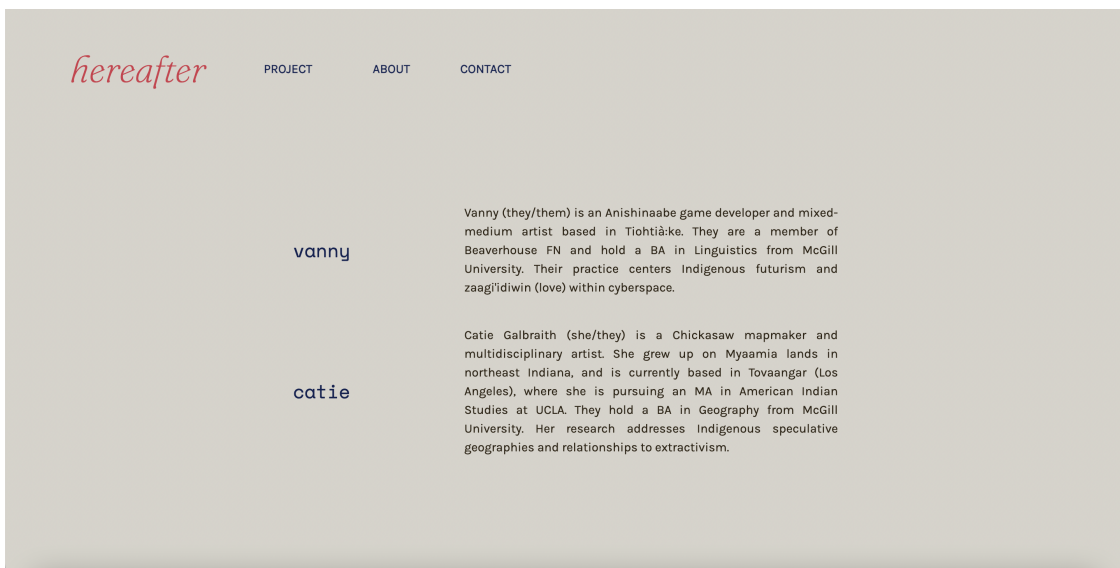 hereafter PROJECT ABOUT CONTACT
vanny
Vanny (they/them) is an Anishinaabe game developer and mixed-
medium artist based in Tiohtià:ke. They are a member of
Beaverhouse FN and hold a BA in Linguistics from McGill
University. Their practice centers Indigenous futurism and
zaagi'idiwin (love) within cyberspace.
catie
Catie Galbraith (she/they) is a Chickasaw mapmaker and
multidisciplinary artist. She grew up on Myaamia lands in
northeast Indiana, and is currently based in Tovaangar (Los
Angeles), where she is pursuing an MA in American Indian
Studies at UCLA. They hold a BA in Geography from McGill
University. Her research addresses Indigenous speculative
geographies and relationships to extractivism.